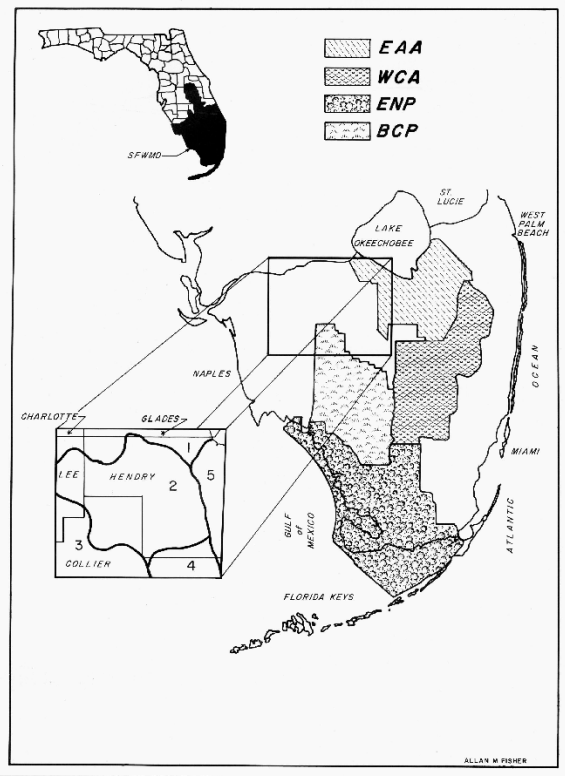 EAA
WCA
ENP
BCP
SFWMD
ST.
LUCIE
LAKE
OKEECHOBEE
WEST
PALM
BEACH
NAPLES
OCEAN
CHARLOTTE
GLADES
LEE
HENDRY
1
5
2
3
COLLIER
4
MIAMI
GULF
of
MEXICO
ATLANTIC
FLORIDA KEYS
ALLAN M FISHER